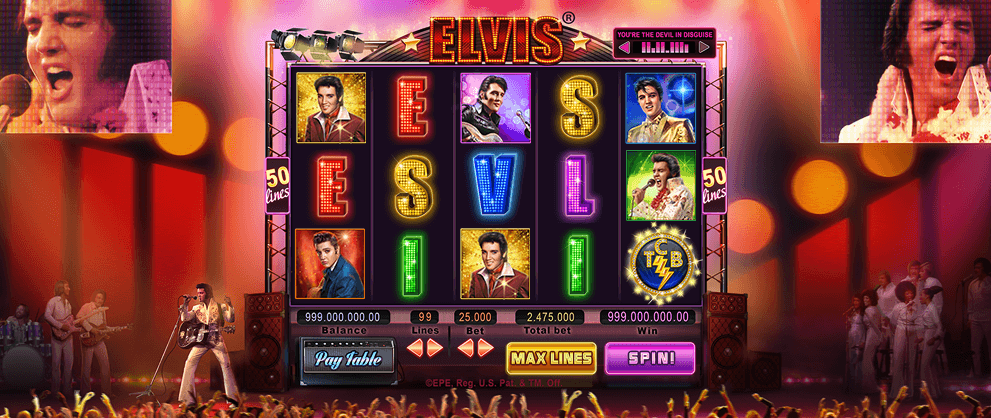 ELVIS®
YOU'RE THE DEVIL IN DISGUISE
E S
50 lines
E S V L
50 lines
I I
TCB
999.000.000.00 99 25,000 2,475.000 999.000.000.00
Balance Lines Bet Total bet Win
Pay Table MAX LINES SPIN!
©EPE, Reg. U.S. Pat. & TM. Off.